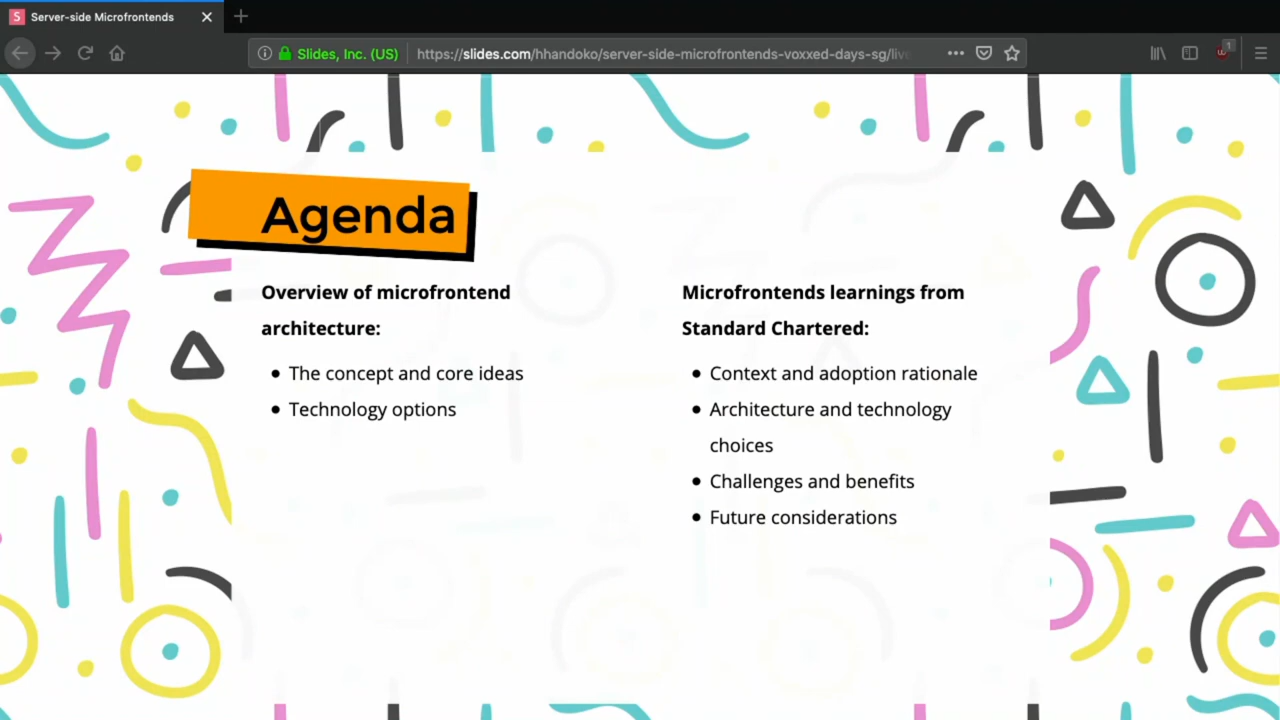 S Server-side Microfrontends
Slides, Inc. (US) https://slides.com/hhandoko/server-side-microfrontends-voxxed-days-sg/live
1
Agenda
Overview of microfrontend
architecture:
• The concept and core ideas
• Technology options
Microfrontends learnings from
Standard Chartered:
• Context and adoption rationale
• Architecture and technology
choices
• Challenges and benefits
• Future considerations